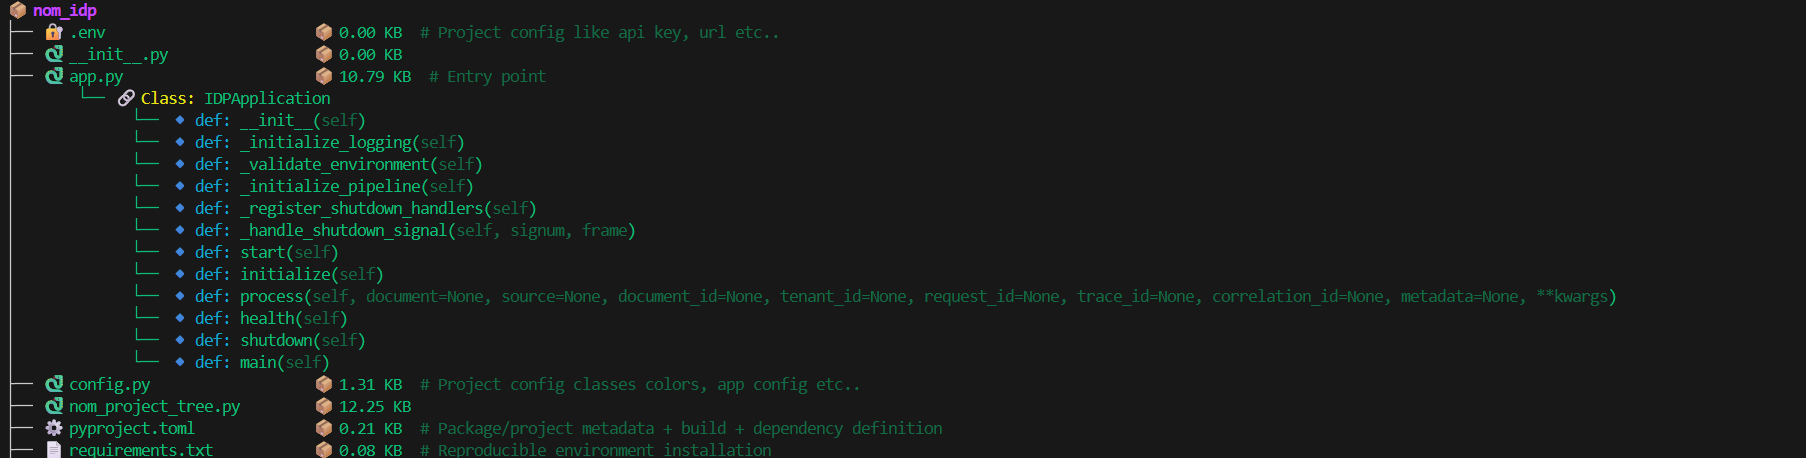 nom_idp
.env 0.00 KB # Project config like api key, url etc..
__init__.py 0.00 KB
app.py 10.79 KB # Entry point
Class: IDPApplication
def: __init__(self)
def: _initialize_logging(self)
def: _validate_environment(self)
def: _initialize_pipeline(self)
def: _register_shutdown_handlers(self)
def: _handle_shutdown_signal(self, signum, frame)
def: start(self)
def: initialize(self)
def: process(self, document=None, source=None, document_id=None, tenant_id=None, request_id=None, trace_id=None, correlation_id=None, metadata=None, **kwargs)
def: health(self)
def: shutdown(self)
def: main(self)
config.py 1.31 KB # Project config classes colors, app config etc..
nom_project_tree.py 12.25 KB
pyproject.toml 0.21 KB # Package/project metadata + build + dependency definition
requirements.txt 0.08 KB # Reproducible environment installation